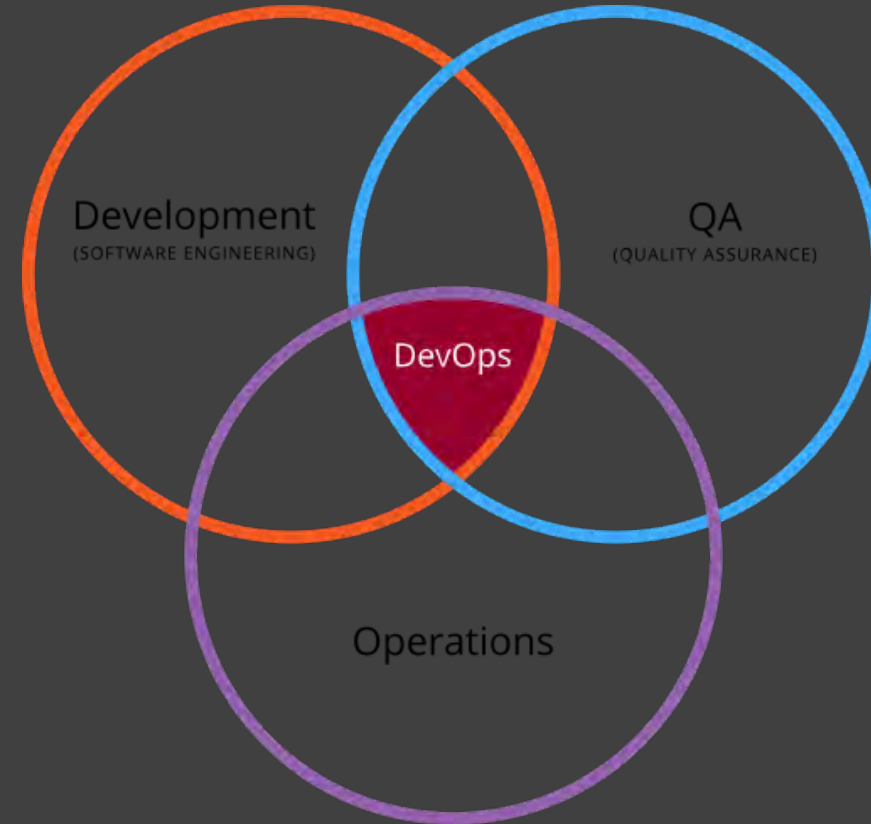 Development
(SOFTWARE ENGINEERING)
QA
(QUALITY ASSURANCE)
DevOps
Operations